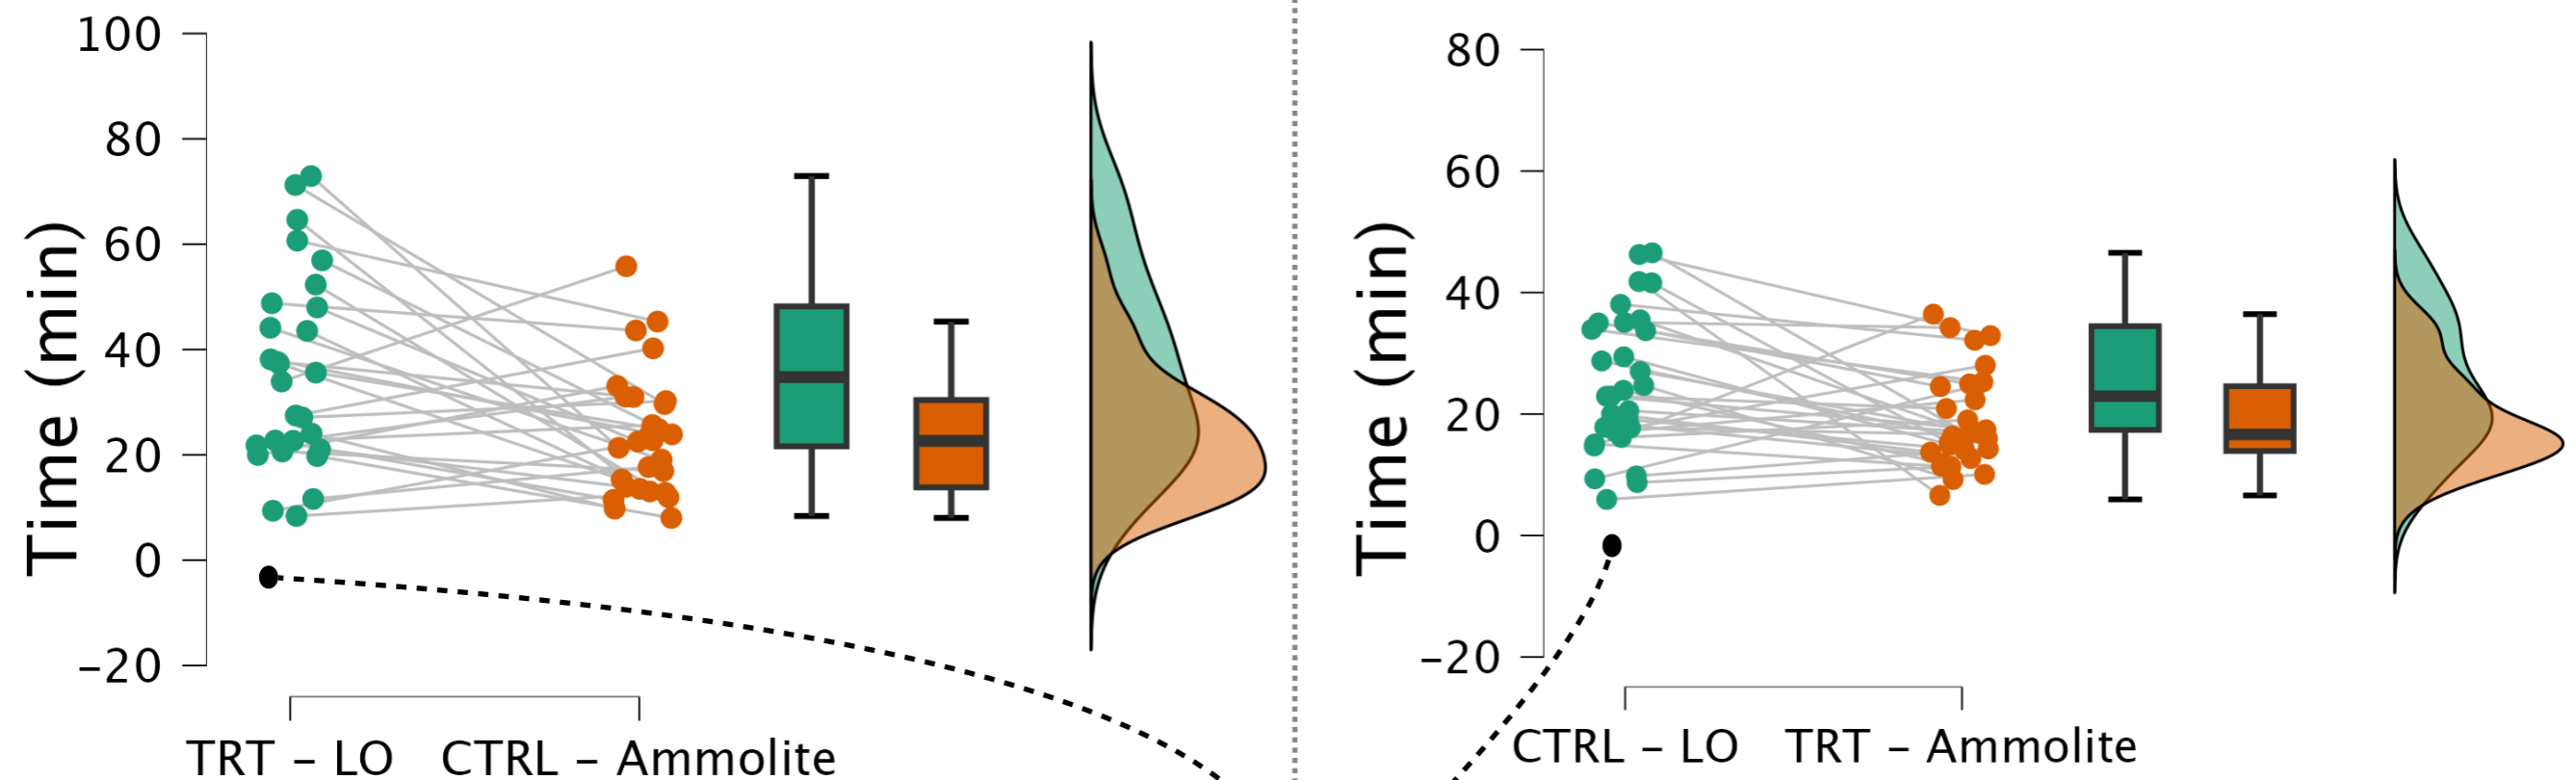 Time (min)
100
80
60
40
20
0
–20
TRT – LO
CTRL – Ammolite
Time (min)
80
60
40
20
0
–20
CTRL – LO
TRT – Ammolite